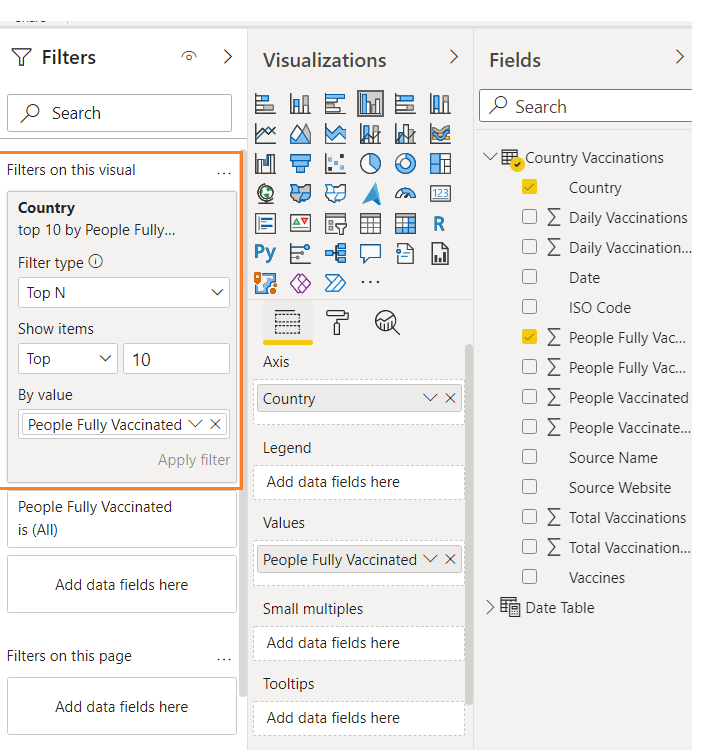 Filters
Search
Filters on this visual
...
Country
top 10 by People Fully...
Filter type
Top N
Show items
Top
10
By value
People Fully Vaccinated
Apply filter
People Fully Vaccinated
is (All)
Add data fields here
Filters on this page
...
Add data fields here
Visualizations
123
R
Py
...
Axis
Country
Legend
Add data fields here
Values
People Fully Vaccinated
Small multiples
Add data fields here
Tooltips
Add data fields here
Fields
Search
Country Vaccinations
Country
Daily Vaccinations
Daily Vaccination...
Date
ISO Code
People Fully Vac...
People Fully Vac...
People Vaccinated
People Vaccinate...
Source Name
Source Website
Total Vaccinations
Total Vaccination...
Vaccines
Date Table